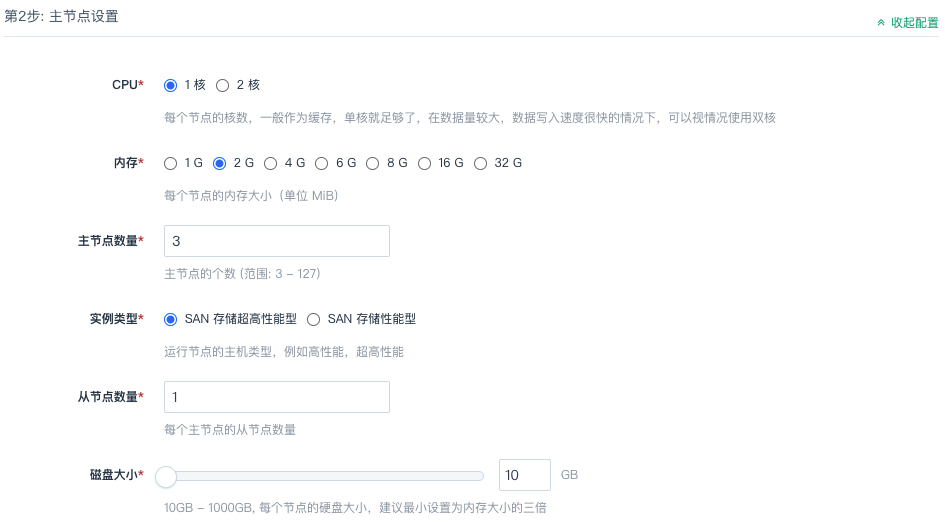 第2步: 主节点设置
收起配置
CPU* 1 核 2 核
每个节点的核数，一般作为缓存，单核就足够了，在数据量较大，数据写入速度很快的情况下，可以视情况使用双核
内存* 1 G 2 G 4 G 6 G 8 G 16 G 32 G
每个节点的内存大小（单位 MiB）
主节点数量* 3
主节点的个数 (范围: 3 - 127)
实例类型* SAN 存储超高性能型 SAN 存储性能型
运行节点的主机类型，例如高性能，超高性能
从节点数量* 1
每个主节点的从节点数量
磁盘大小* 10 GB
10GB - 1000GB, 每个节点的硬盘大小，建议最小设置为内存大小的三倍